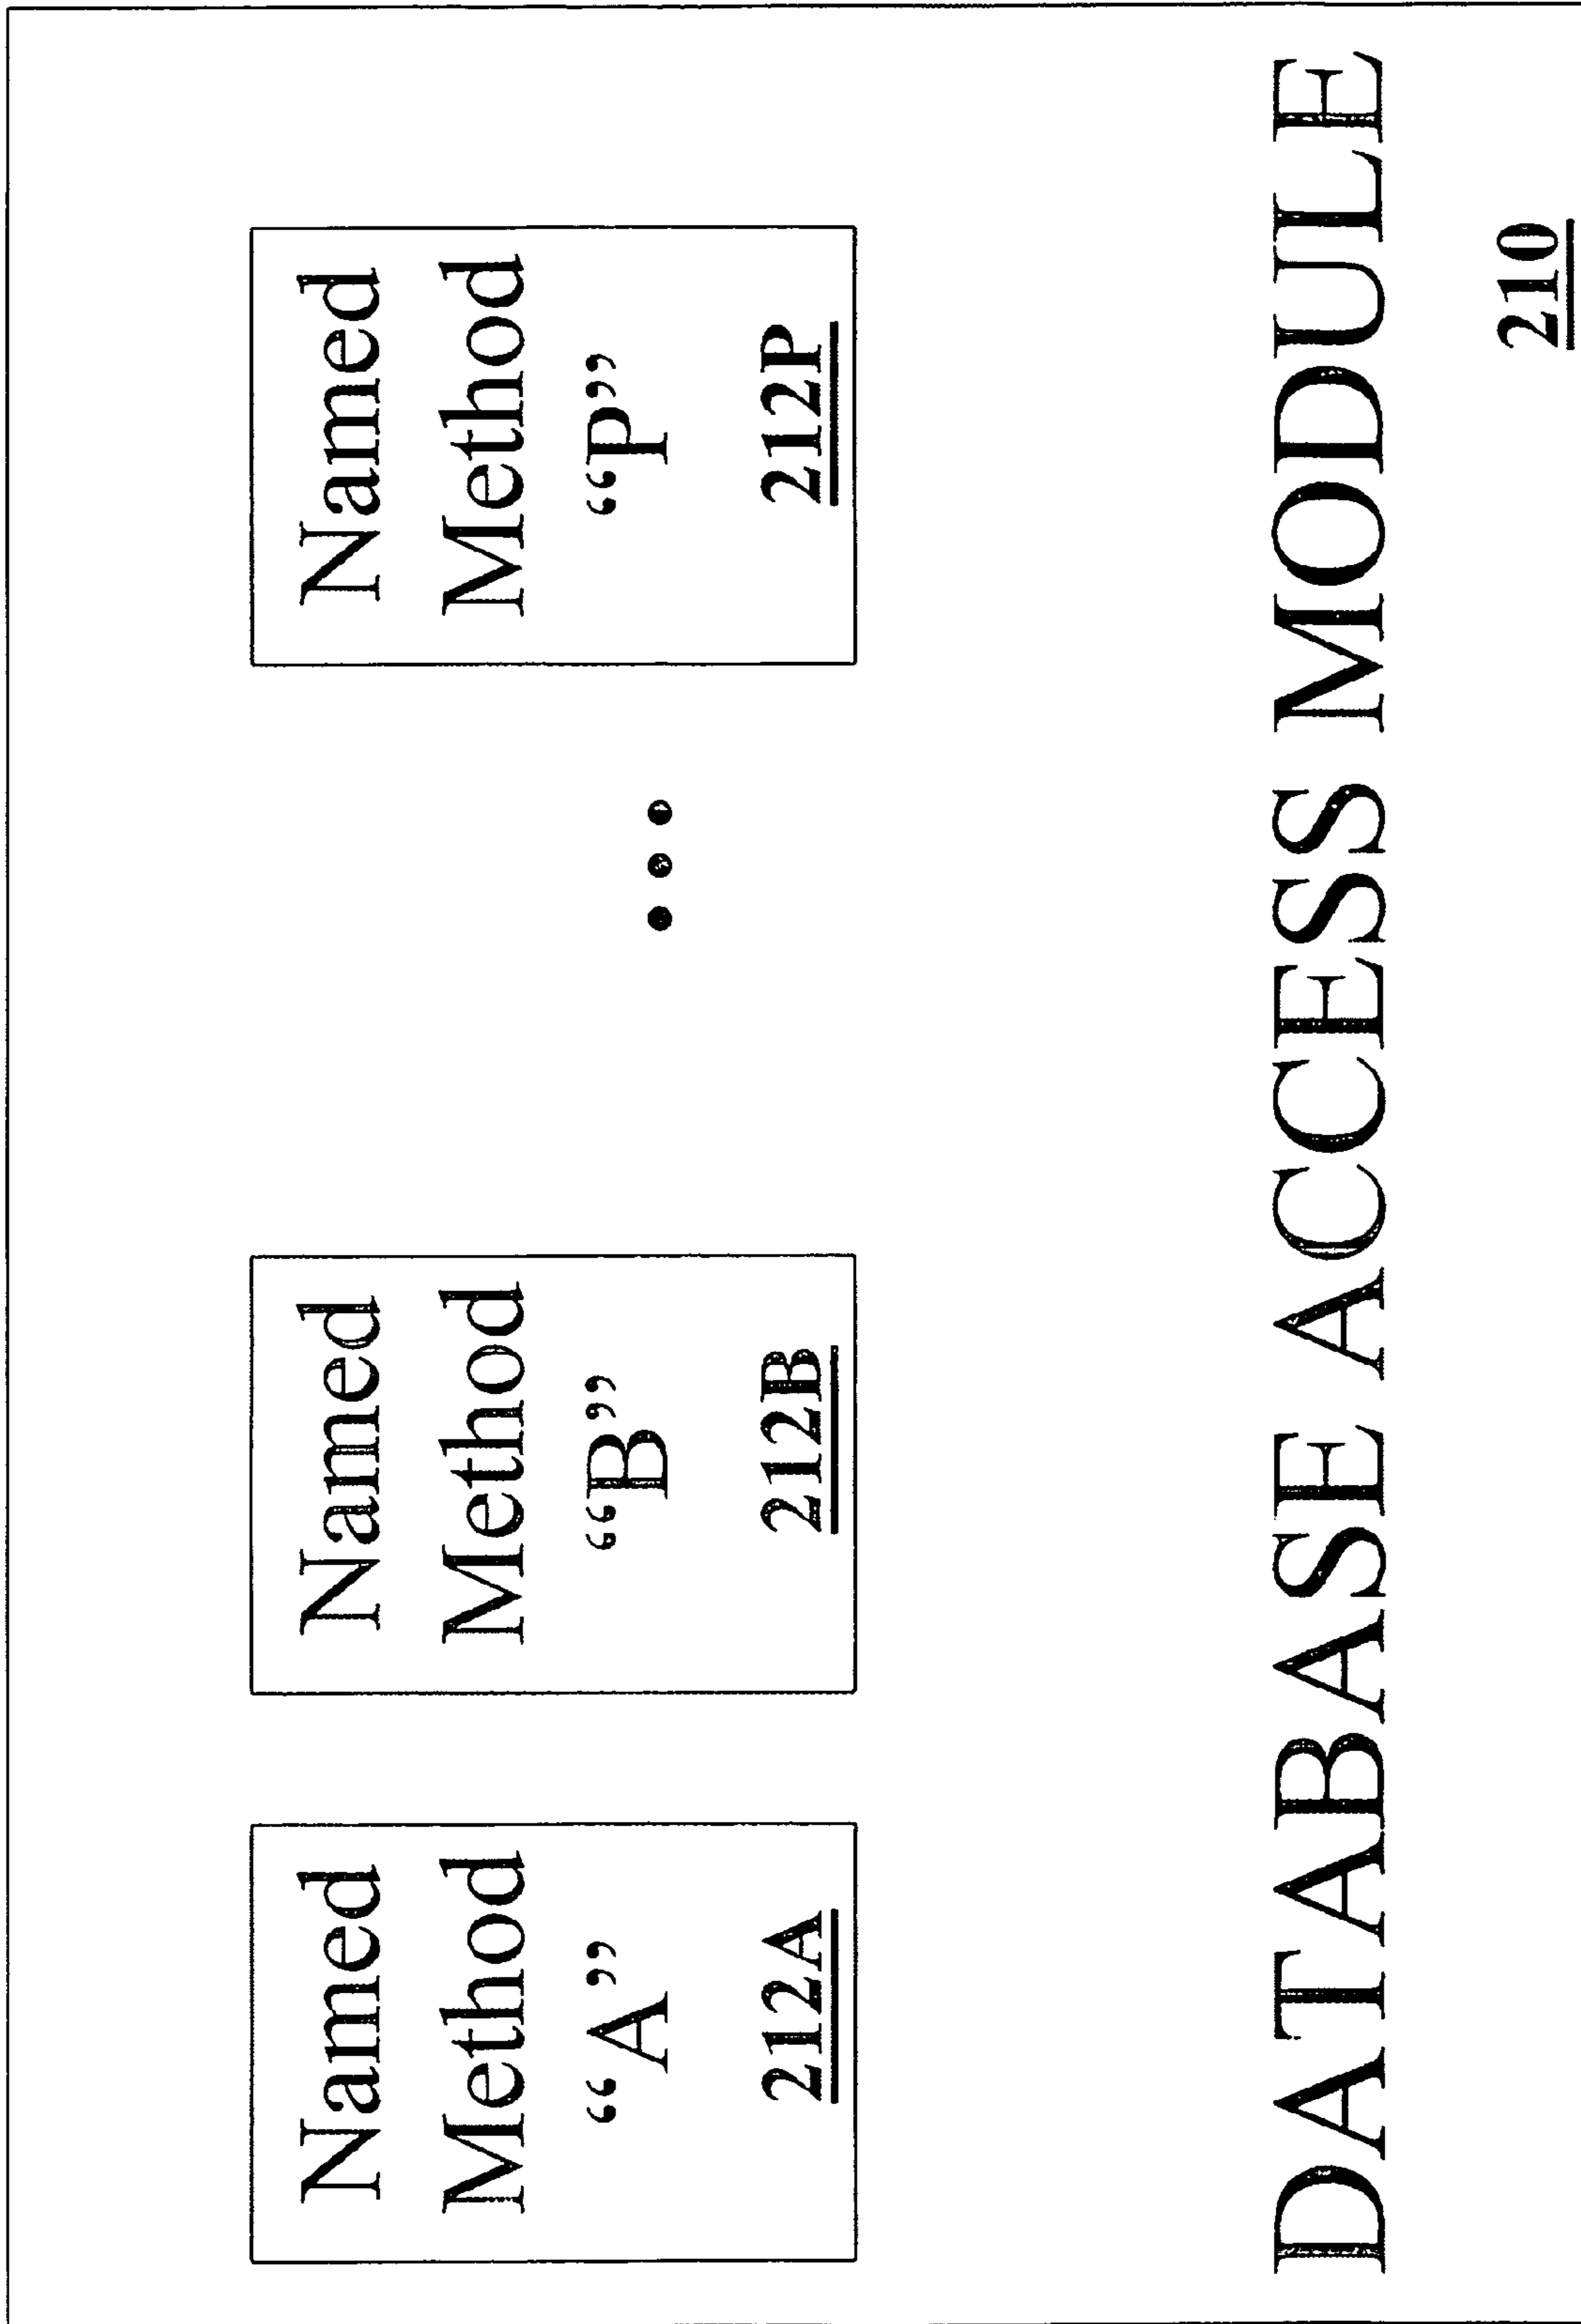 Named
Method
“A”
212A
Named
Method
“B”
212B
•••
Named
Method
“P”
212P
DATABASE ACCESS MODULE
210